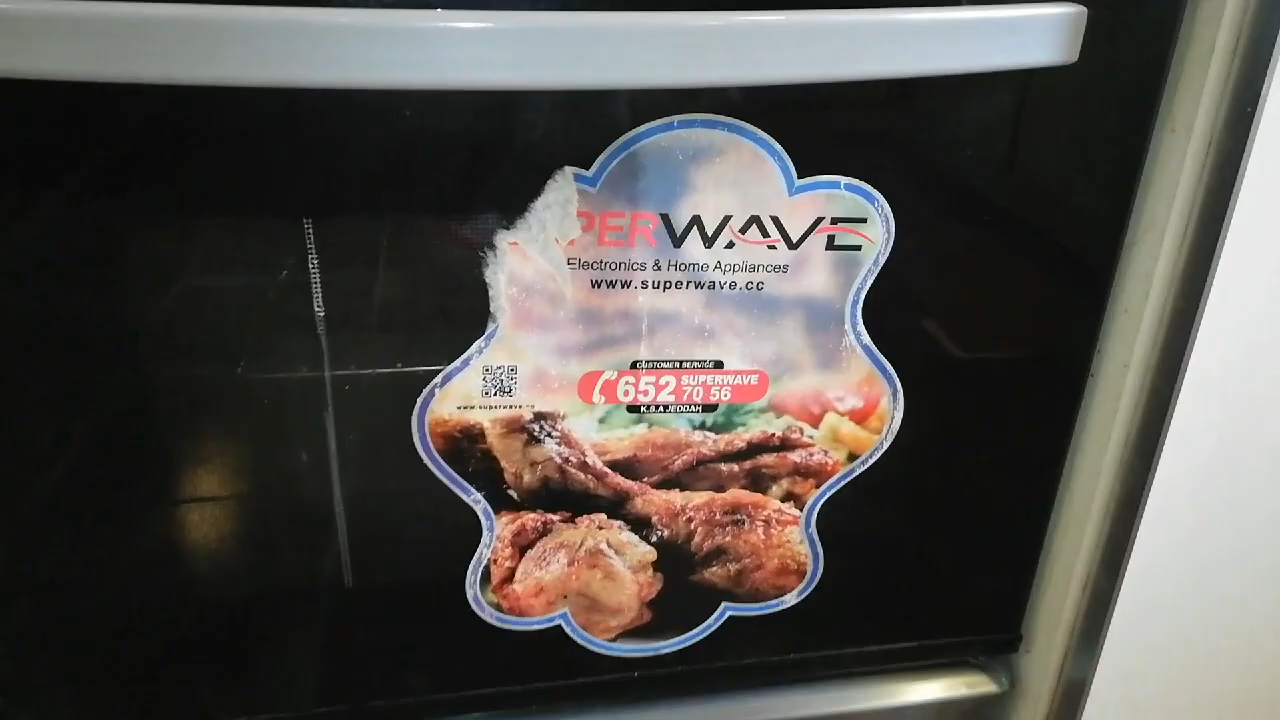 PERWAVE
Electronics & Home Appliances
www.superwave.cc
CUSTOMER SERVICE
652 SUPERWAVE
70 56
K.S.A JEDDAH
www.superwave.cc